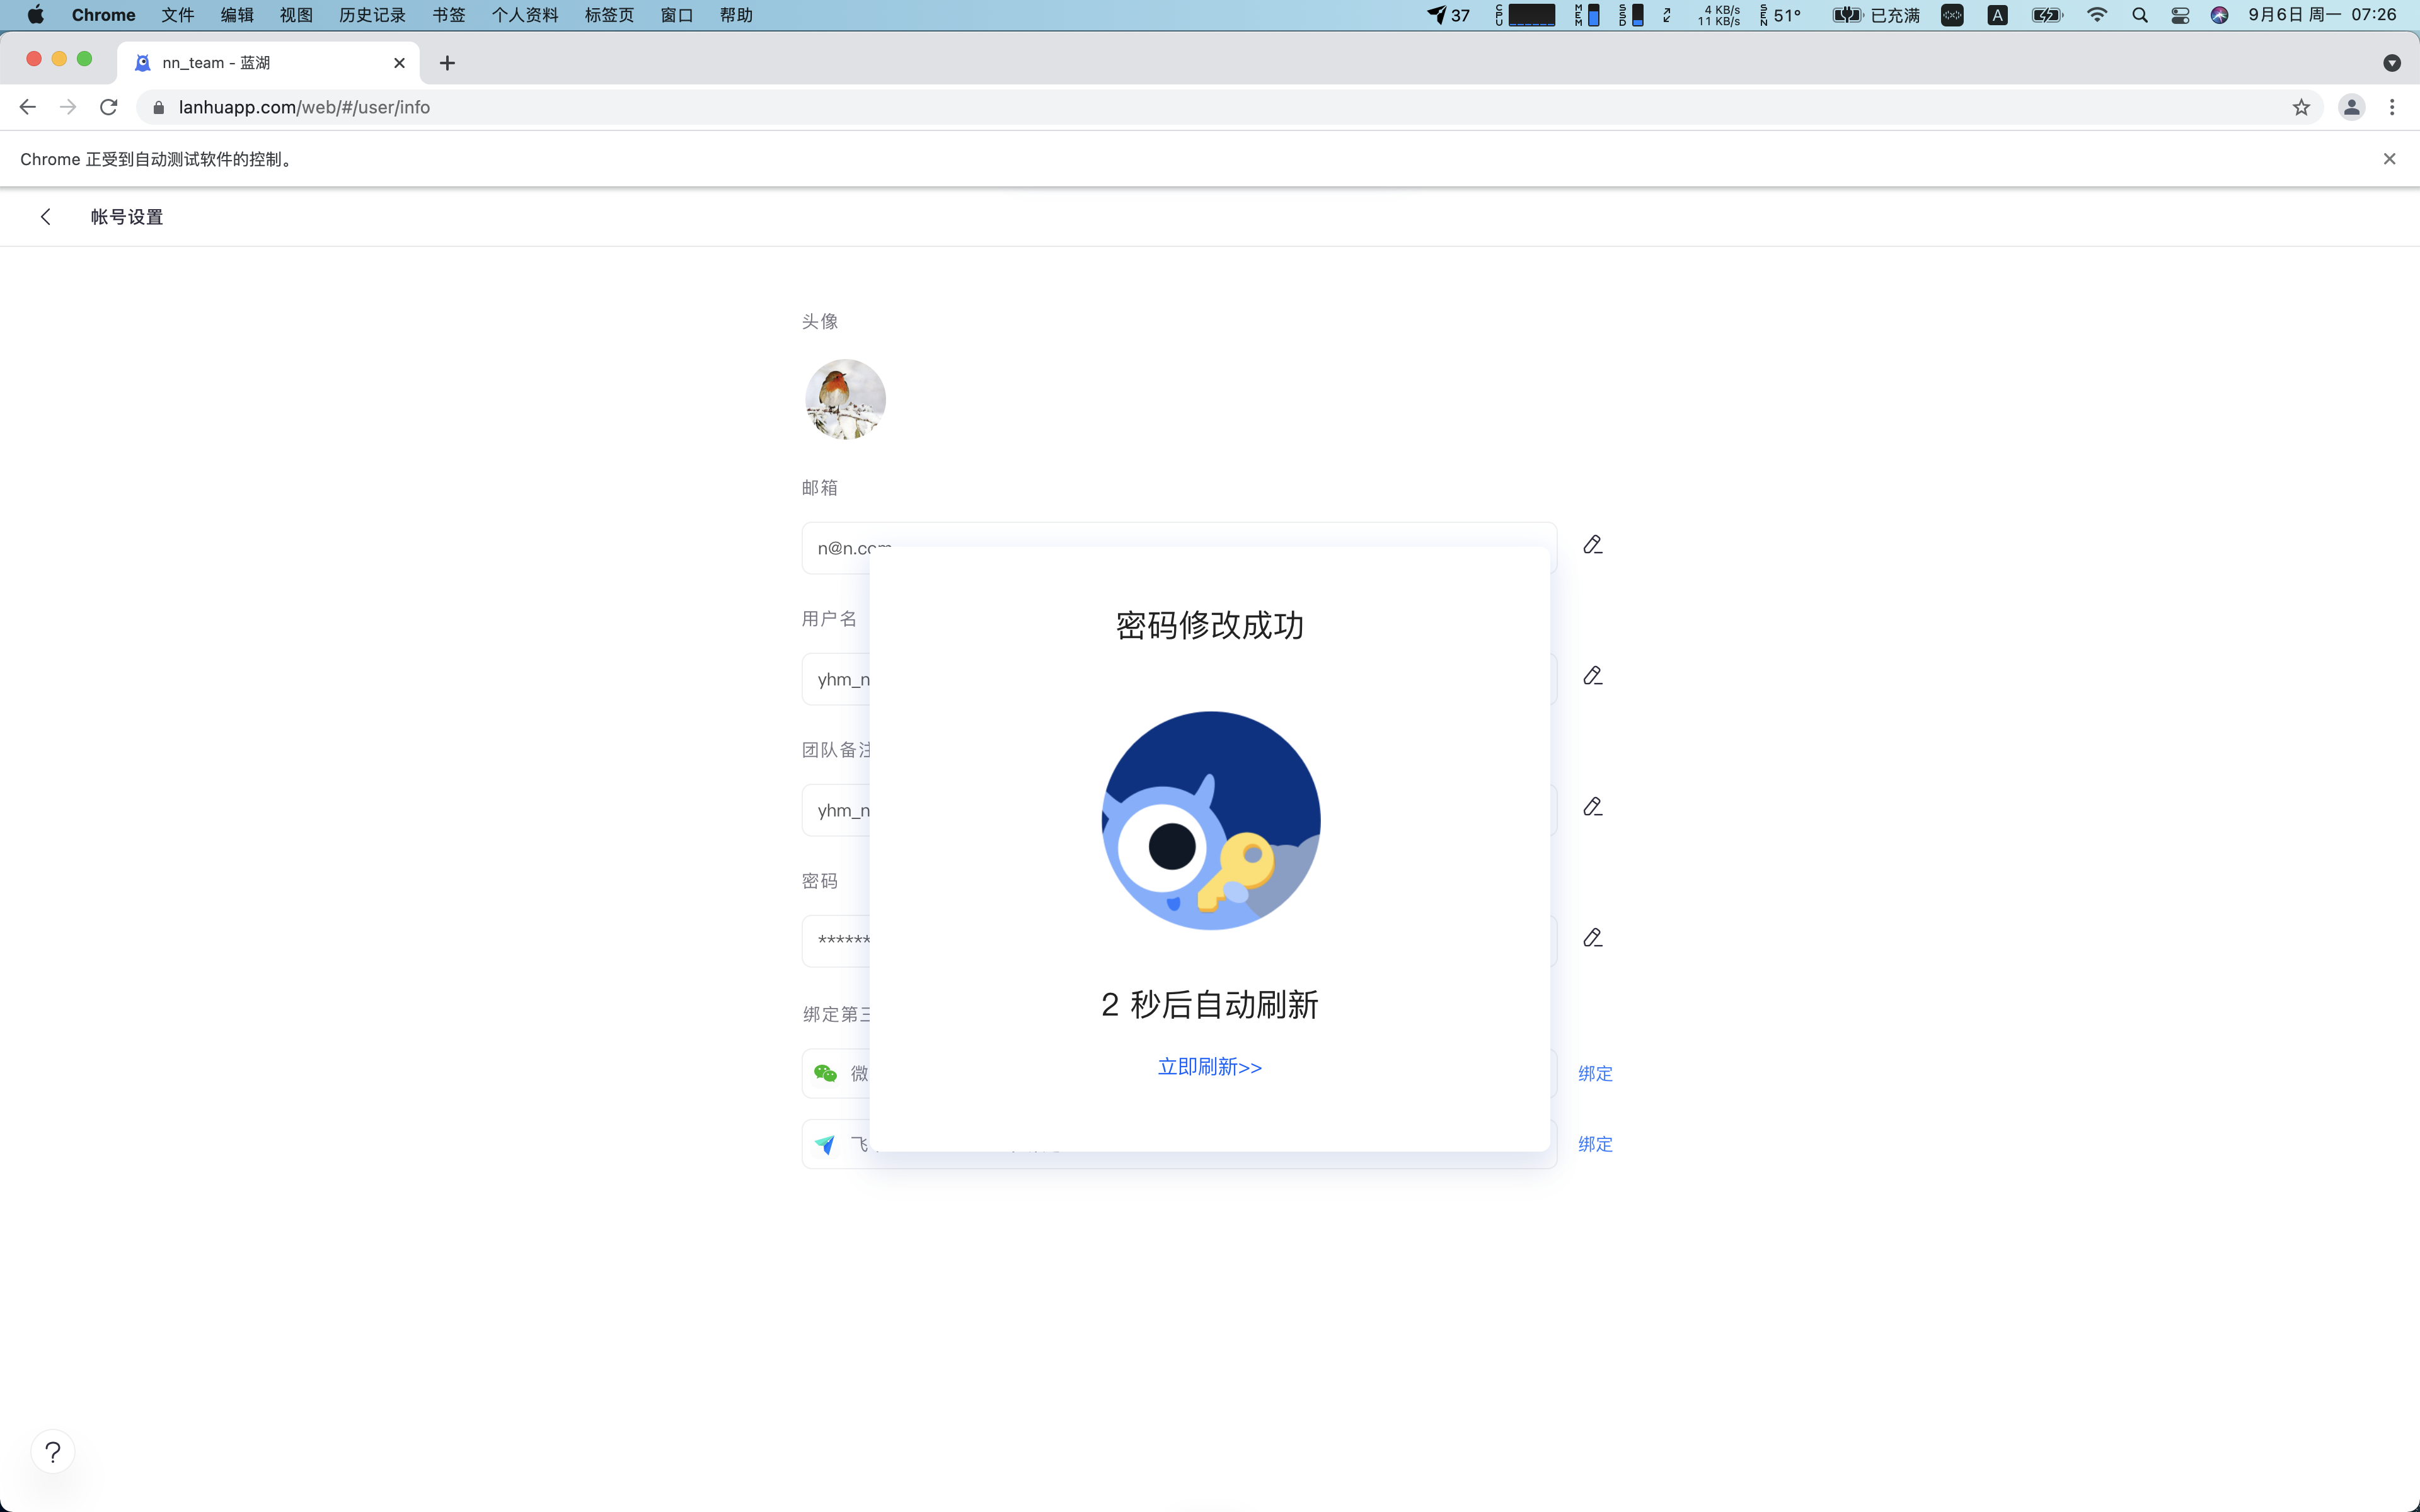 Chrome 文件 编辑 视图 历史记录 书签 个人资料 标签页 窗口 帮助 37 CPU MEM SSD 4 KB/s 11 KB/s SEN 51° 已充满 A 9月6日 周一 07:26
nn_team - 蓝湖
lanhuapp.com/web/#/user/info
Chrome 正受到自动测试软件的控制。
帐号设置
头像
邮箱
n@n.com
用户名
yhm_n
团队备注
yhm_n
密码
******
绑定第三
微
绑定
飞
绑定
密码修改成功
2 秒后自动刷新
立即刷新>>
?